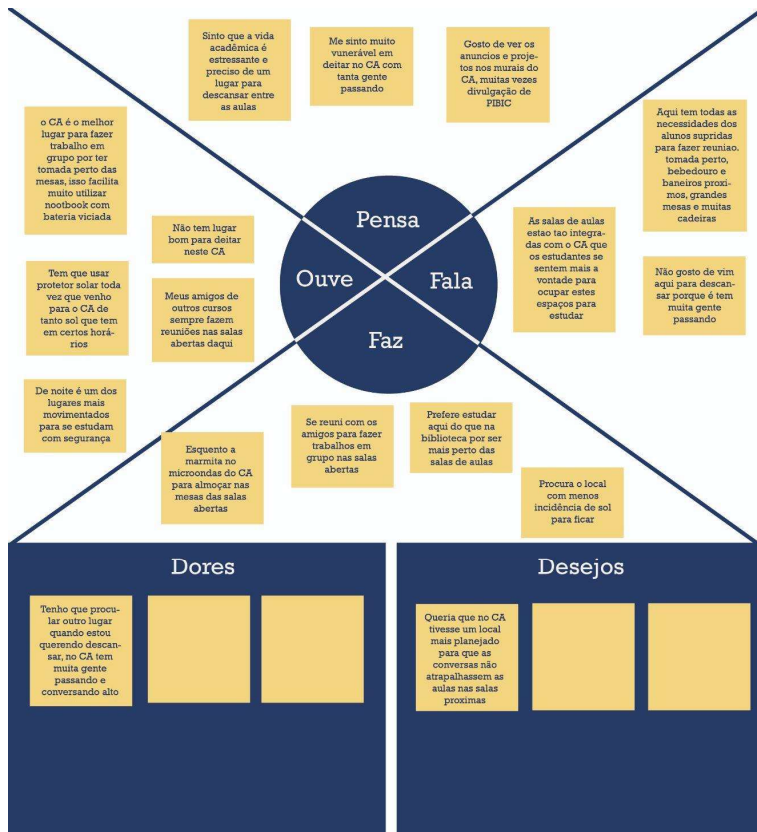 Sinto que a vida
acadêmica é
estressante e
preciso de um
lugar para
descansar entre
as aulas
Me sinto muito
vunerável em
deitar no CA com
tanta gente
passando
Gosto de ver os
anuncios e proje-
tos nos murais do
CA, muitas vezes
divulgação de
PIBIC
o CA é o melhor
lugar para fazer
trabalho em
grupo por ter
tomada perto das
mesas, isso facilita
muito utilizar
nootbook com
bateria viciada
Não tem lugar
bom para deitar
neste CA
Tem que usar
protetor solar toda
vez que venho
para o CA de
tanto sol que tem
em certos horá-
rios
Meus amigos de
outros cursos
sempre fazem
reuniões nas salas
abertas daqui
De noite é um dos
lugares mais
movimentados
para se estudam
com segurança
Pensa
Ouve
Fala
Faz
Aqui tem todas as
necessidades dos
alunos supridas
para fazer reuniao.
tomada perto,
bebedouro e
baneiros proxi-
mos, grandes
mesas e muitas
cadeiras
As salas de aulas
estao tao integra-
das com o CA que
os estudantes se
sentem mais a
vontade para
ocupar estes
espaços para
estudar
Não gosto de vim
aqui para descan-
sar porque é tem
muita gente
passando
Esquento a
marmita no
microondas do CA
para almoçar nas
mesas das salas
abertas
Se reuni com os
amigos para fazer
trabalhos em
grupo nas salas
abertas
Prefere estudar
aqui do que na
biblioteca por ser
mais perto das
salas de aulas
Procura o local
com menos
incidência de sol
para ficar
Dores
Tenho que procu-
lar outro lugar
quando estou
querendo descan-
sar, no CA tem
muita gente
passando e
conversando alto
Desejos
Queria que no CA
tivesse um local
mais planejado
para que as
conversas não
atrapalhassem as
aulas nas salas
proximas